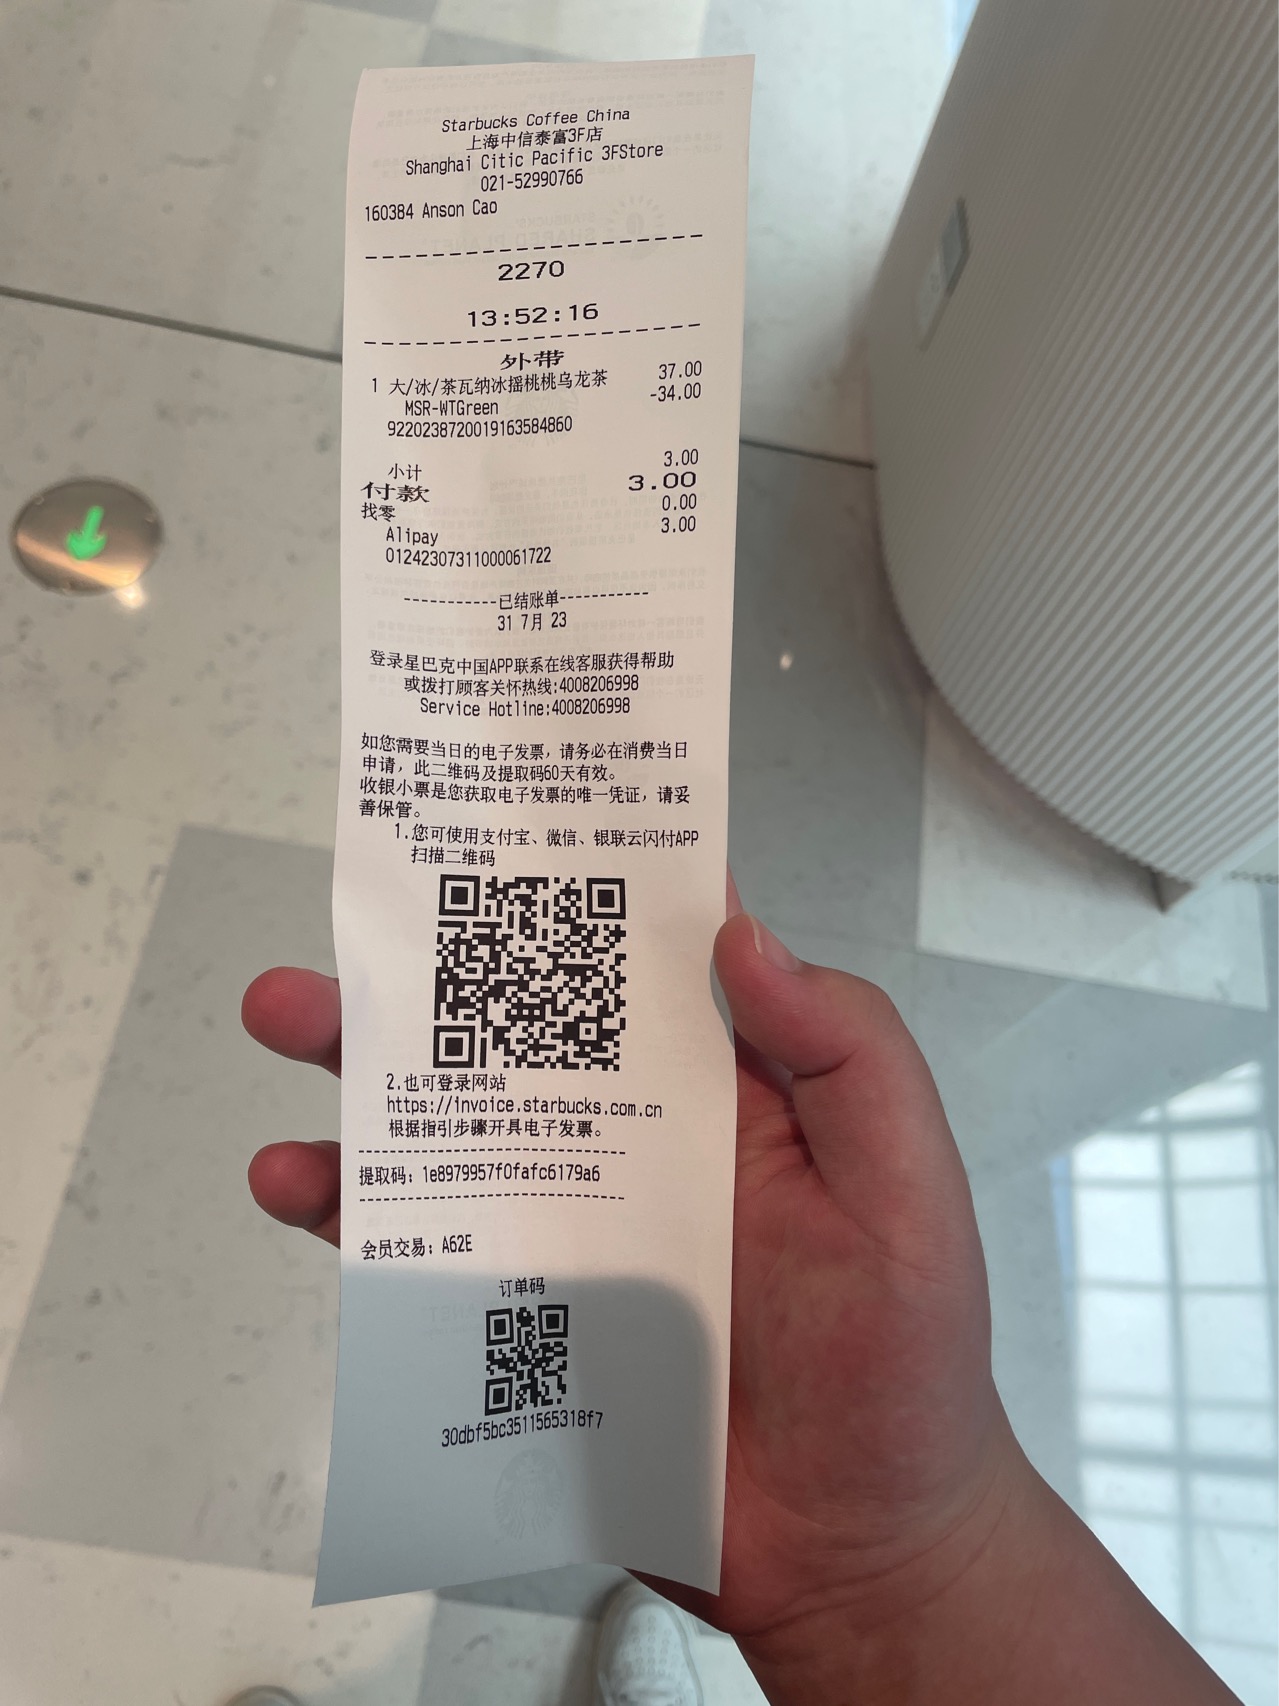 Starbucks Coffee China
上海中信泰富3F店
Shanghai Citic Pacific 3FStore
021-52990766
160384 Anson Cao
2270
13:52:16
外带
1 大/冰/茶瓦纳冰摇桃桃乌龙茶 37.00
MSR-WTGreen -34.00
9220238720019163584860
小计 3.00
付款 3.00
找零 0.00
Alipay 3.00
01242307311000061722
-----------已结账单-----------
31 7月 23
登录星巴克中国APP联系在线客服获得帮助
或拨打顾客关怀热线:4008206998
Service Hotline:4008206998
如您需要当日的电子发票，请务必在消费当日
申请，此二维码及提取码60天有效。
收银小票是您获取电子发票的唯一凭证，请妥
善保管。
1.您可使用支付宝、微信、银联云闪付APP
扫描二维码
2.也可登录网站
https://invoice.starbucks.com.cn
根据指引步骤开具电子发票。
提取码：1e8979957f0fafc6179a6
会员交易：A62E
订单码
30dbf5bc3511565318f7